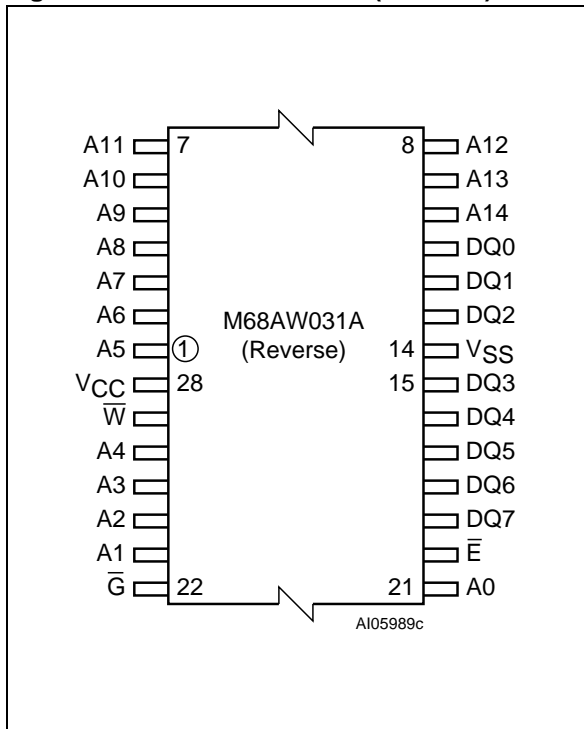 A11 7 8 A12
A10 A13
A9 A14
A8 DQ0
A7 DQ1
A6 DQ2
M68AW031A
A5 1 (Reverse) 14 VSS
VCC 28 15 DQ3
W̅ DQ4
A4 DQ5
A3 DQ6
A2 DQ7
A1 E̅
G̅ 22 21 A0
AI05989c